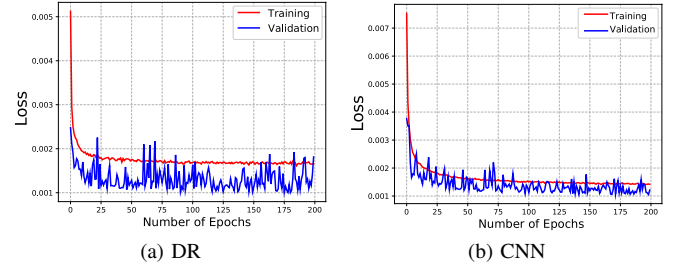 Training
Validation
0.005
0.004
0.003
0.002
0.001
Loss
0 25 50 75 100 125 150 175 200
Number of Epochs
(a) DR
Training
Validation
0.007
0.006
0.005
0.004
0.003
0.002
0.001
Loss
0 25 50 75 100 125 150 175 200
Number of Epochs
(b) CNN